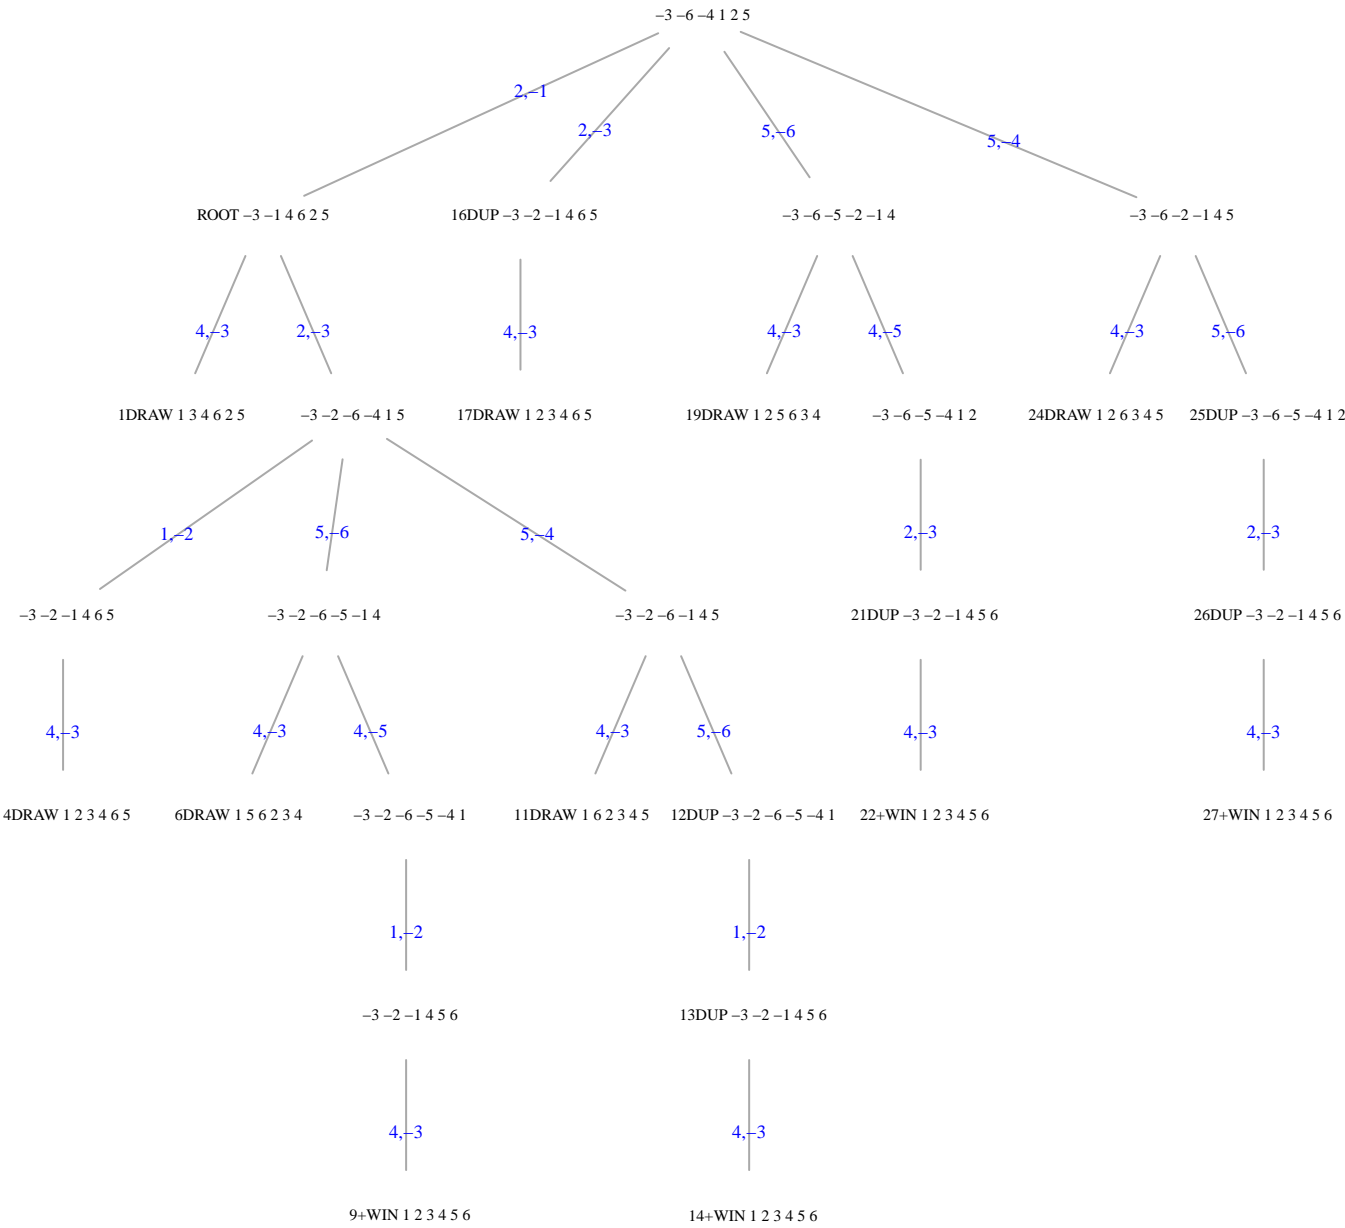 −3 −6 −4 1 2 5
2,−1
2,−3
5,−6
5,−4
ROOT −3 −1 4 6 2 5
16DUP −3 −2 −1 4 6 5
−3 −6 −5 −2 −1 4
−3 −6 −2 −1 4 5
4,−3
2,−3
4,−3
4,−3
4,−5
4,−3
5,−6
1DRAW 1 3 4 6 2 5
−3 −2 −6 −4 1 5
17DRAW 1 2 3 4 6 5
19DRAW 1 2 5 6 3 4
−3 −6 −5 −4 1 2
24DRAW 1 2 6 3 4 5
25DUP −3 −6 −5 −4 1 2
1,−2
5,−6
5,−4
2,−3
2,−3
−3 −2 −1 4 6 5
−3 −2 −6 −5 −1 4
−3 −2 −6 −1 4 5
21DUP −3 −2 −1 4 5 6
26DUP −3 −2 −1 4 5 6
4,−3
4,−3
4,−5
4,−3
5,−6
4,−3
4,−3
4DRAW 1 2 3 4 6 5
6DRAW 1 5 6 2 3 4
−3 −2 −6 −5 −4 1
11DRAW 1 6 2 3 4 5
12DUP −3 −2 −6 −5 −4 1
22+WIN 1 2 3 4 5 6
27+WIN 1 2 3 4 5 6
1,−2
1,−2
−3 −2 −1 4 5 6
13DUP −3 −2 −1 4 5 6
4,−3
4,−3
9+WIN 1 2 3 4 5 6
14+WIN 1 2 3 4 5 6